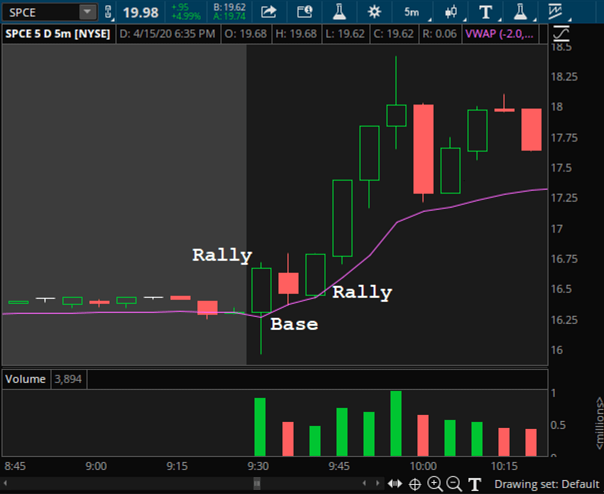 SPCE 19.98 +.95 +4.99% B: 19.62 A: 19.74 5m T
SPCE 5 D 5m [NYSE] D: 4/15/20 6:35 PM O: 19.68 H: 19.68 L: 19.62 C: 19.62 R: 0.06 VWAP (-2.0,...
18.5
18.25
18
17.75
17.5
17.25
17
Rally
16.75
Rally
16.5
Base
16.25
16
Volume 3,894
1
0.5
<millions>
8:45 9:00 9:15 9:30 9:45 10:00 10:15
T Drawing set: Default